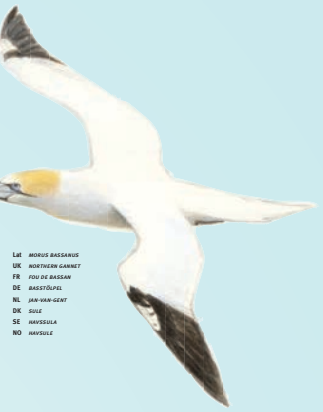 Lat MORUS BASSANUS
UK NORTHERN GANNET
FR FOU DE BASSAN
DE BASSTÖLPEL
NL JAN-VAN-GENT
DK SULE
SE HAVSSULA
NO HAVSULE